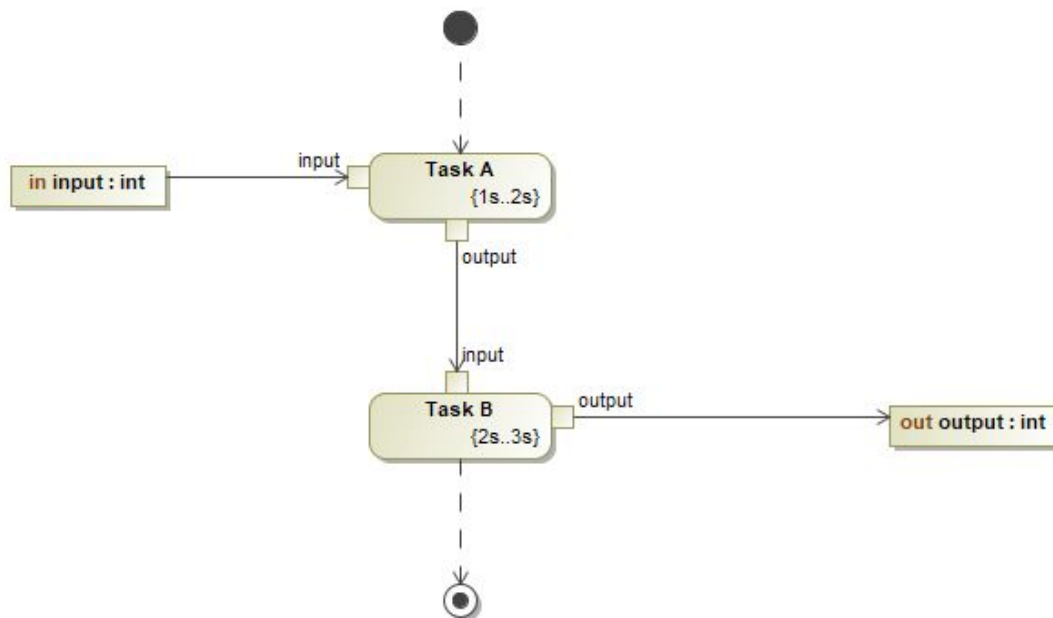 input
in input : int
Task A
{1s..2s}
output
input
Task B
{2s..3s}
output
out output : int